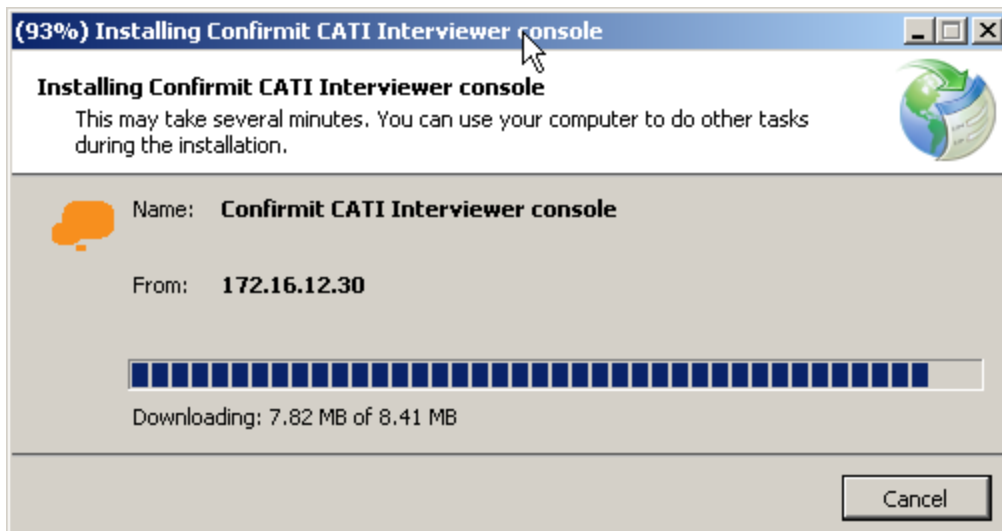 (93%) Installing Confirmit CATI Interviewer console
Installing Confirmit CATI Interviewer console
This may take several minutes. You can use your computer to do other tasks
during the installation.
Name: Confirmit CATI Interviewer console
From: 172.16.12.30
Downloading: 7.82 MB of 8.41 MB
Cancel